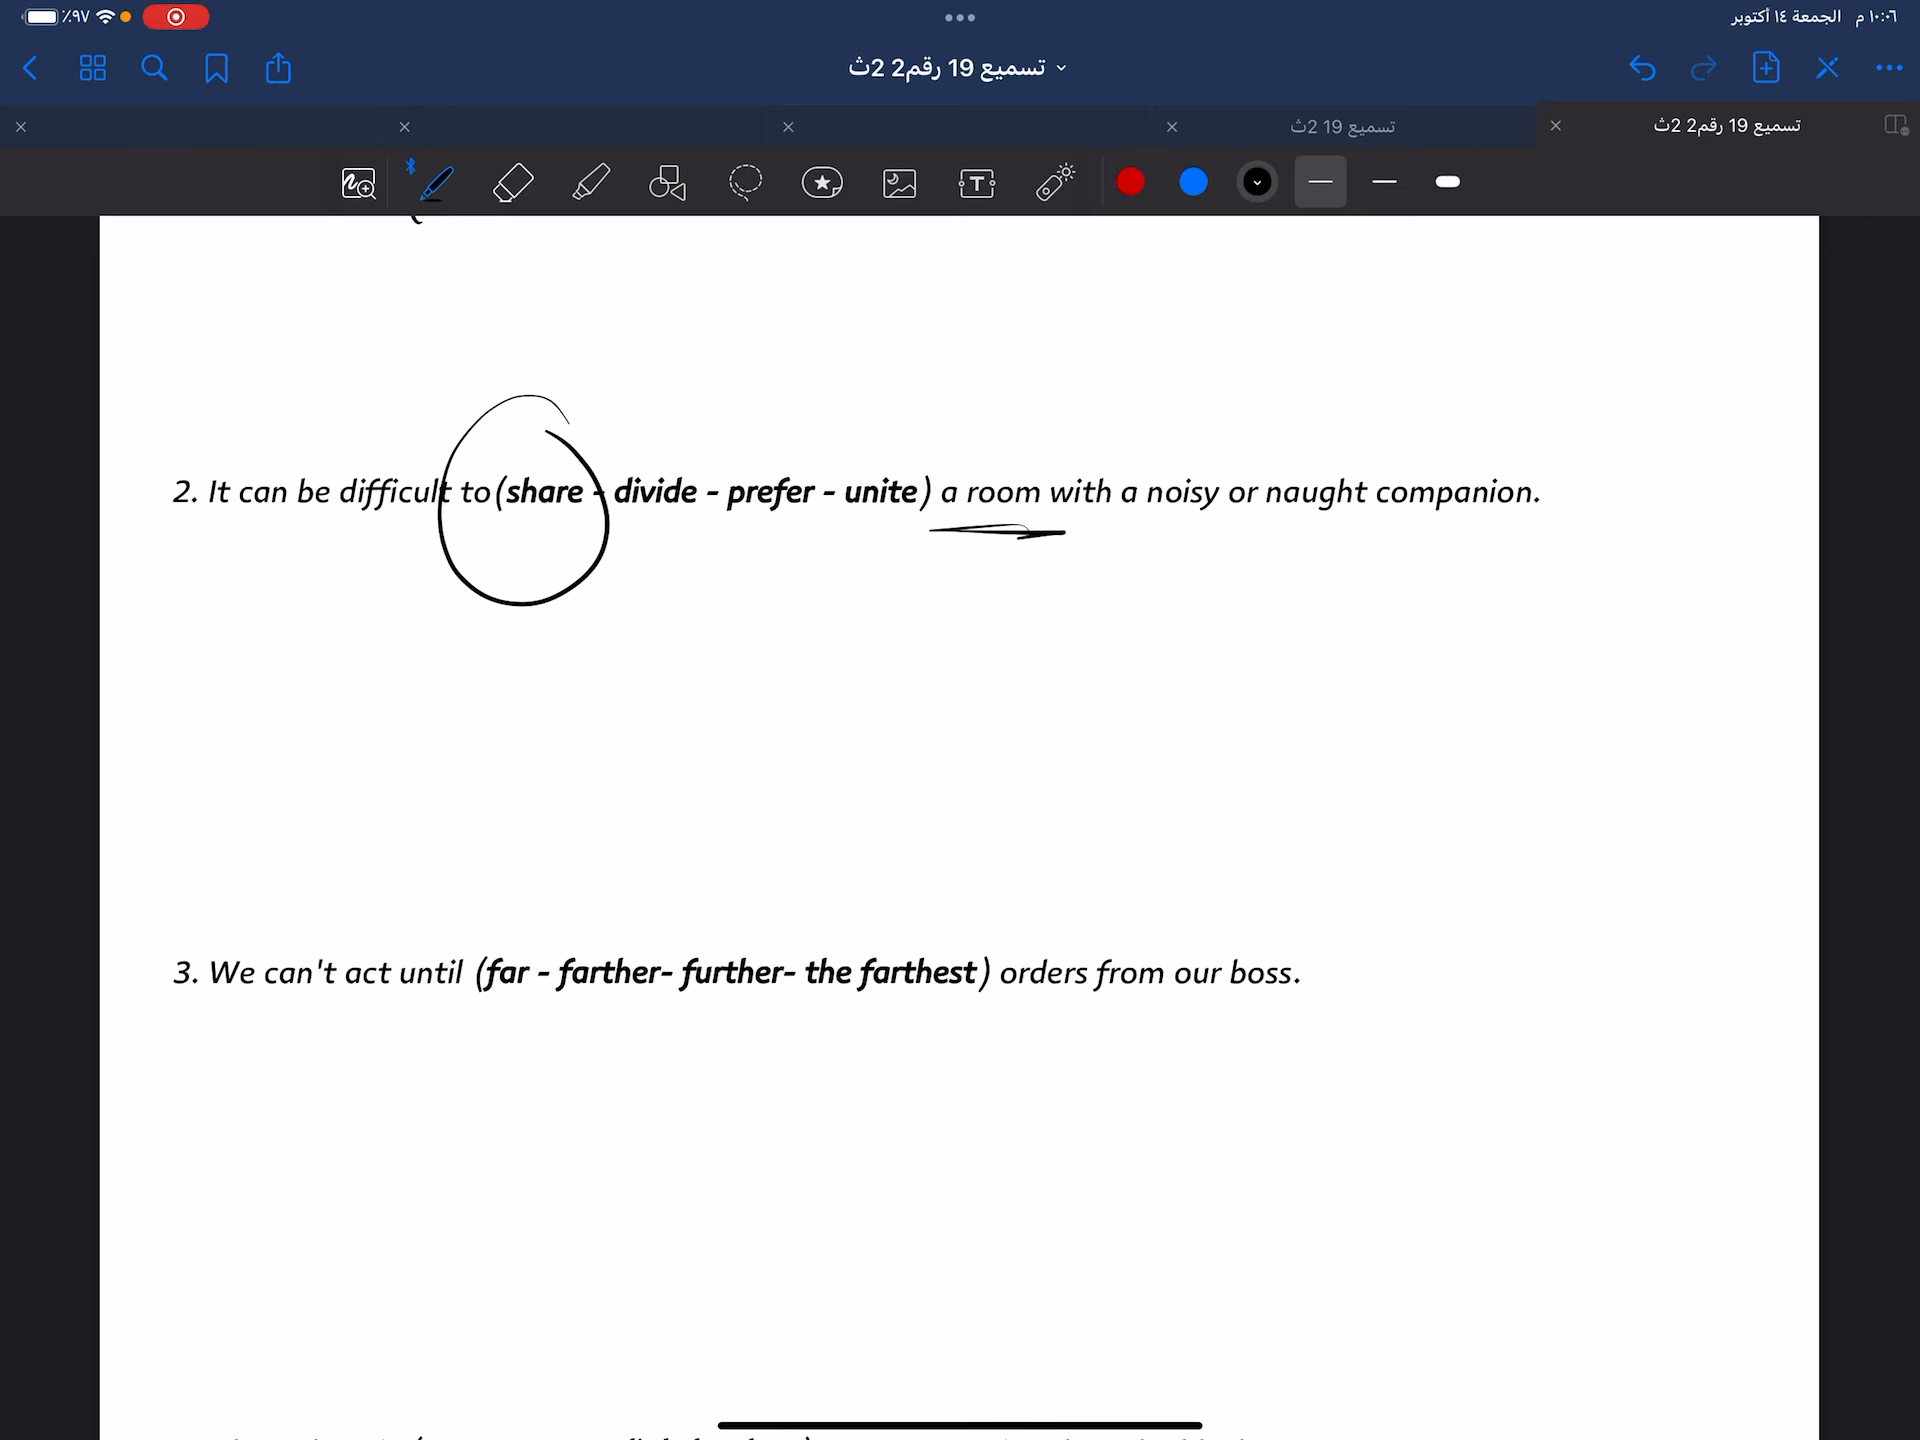 ٪٩٧
١٠:٠٦ م الجمعة ١٤ أكتوبر
تسميع 19 رقم2 2ث
تسميع 19 2ث
تسميع 19 رقم2 2ث
2. It can be difficult to (share - divide - prefer - unite) a room with a noisy or naught companion.
3. We can't act until (far - farther- further- the farthest) orders from our boss.